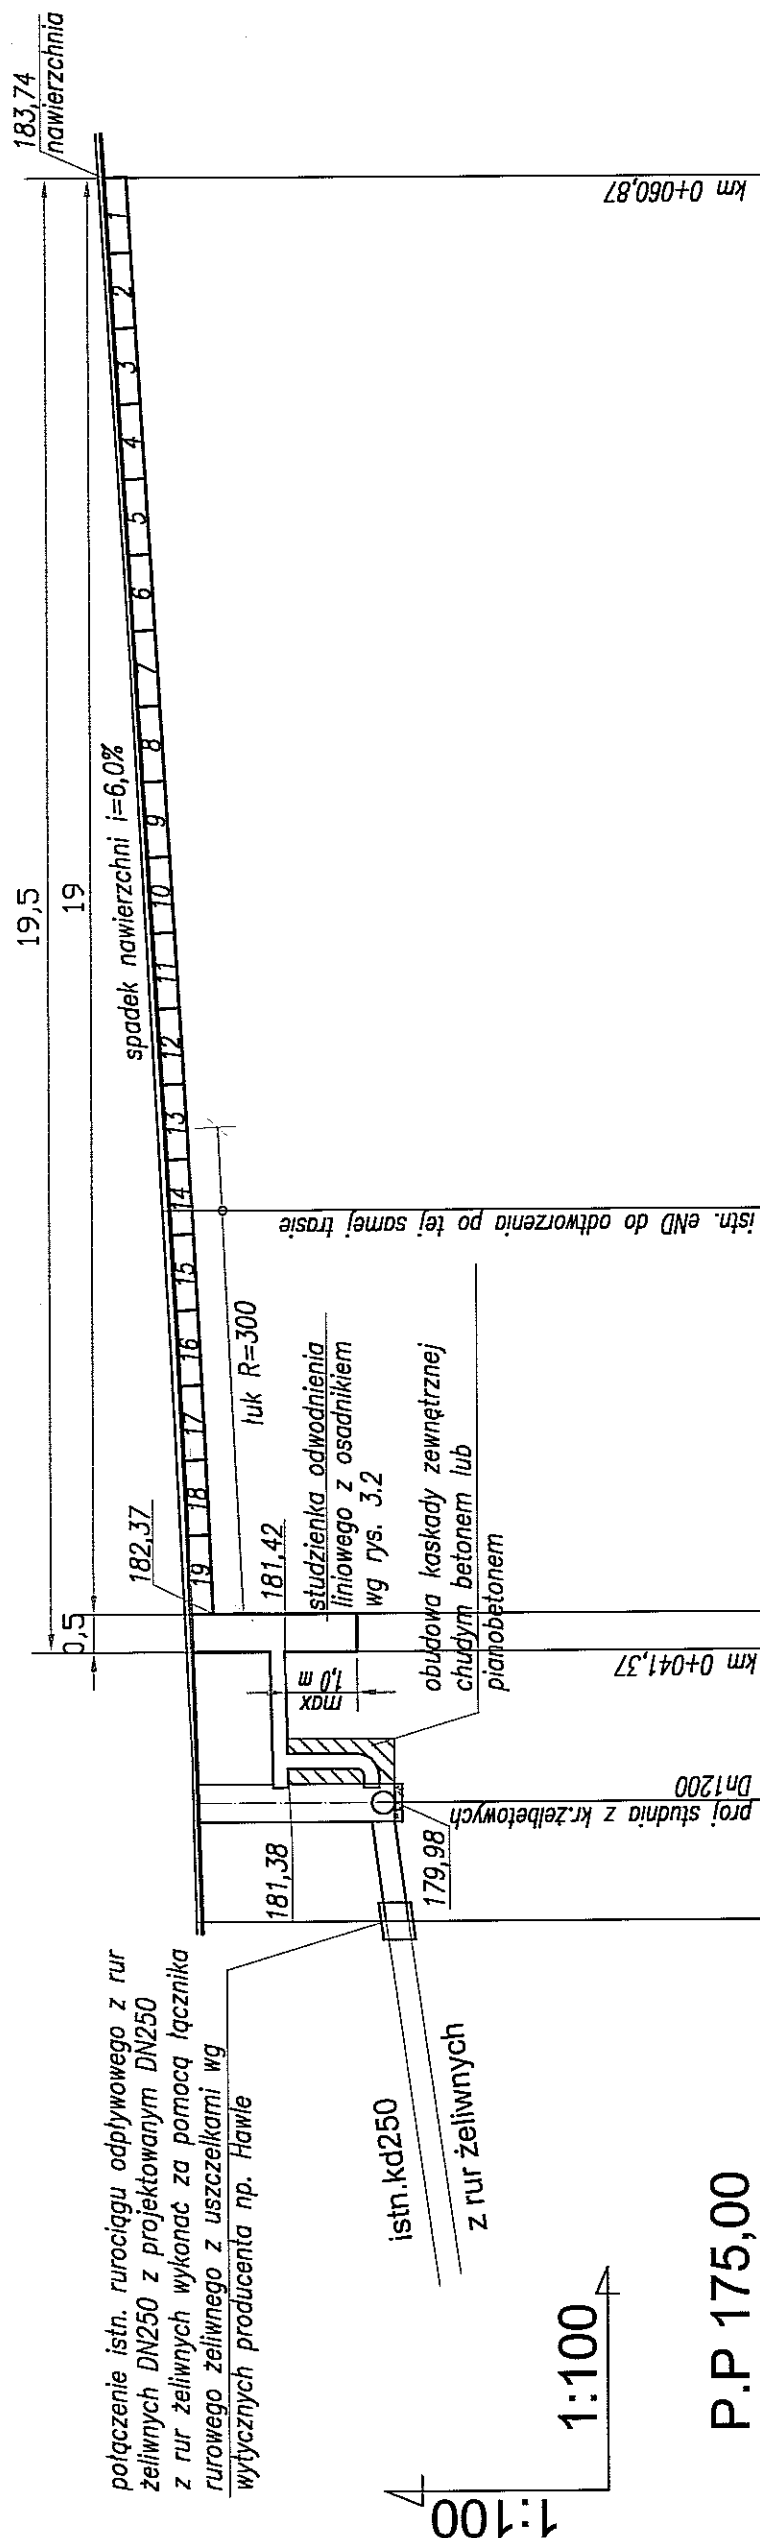 183,74
nawierzchnia
19,5
19
0,5
spadek nawierzchni i=6,0%
1
2
3
4
5
6
7
8
9
10
11
12
13
14
15
16
17
18
19
182,37
łuk R=300
181,42
studzienka odwodnienia
liniowego z osadnikiem
wg rys. 3.2
max
1,0 m
obudowa kaskady zewnętrznej
chudym betonem lub
pianobetonem
181,38
179,98
połączenie istn. rurociągu odpływowego z rur
żeliwnych DN250 z projektowanym DN250
z rur żeliwnych wykonać za pomocą łącznika
rurowego żeliwnego z uszczelkami wg
wytycznych producenta np. Hawle
istn.kd250
z rur żeliwnych
proj studnia z kr.żelbetowych
Dn1200
km 0+041,37
istn. eND do odtworzenia po tej samej trasie
km 0+060,87
1:100
1:100
P.P 175,00